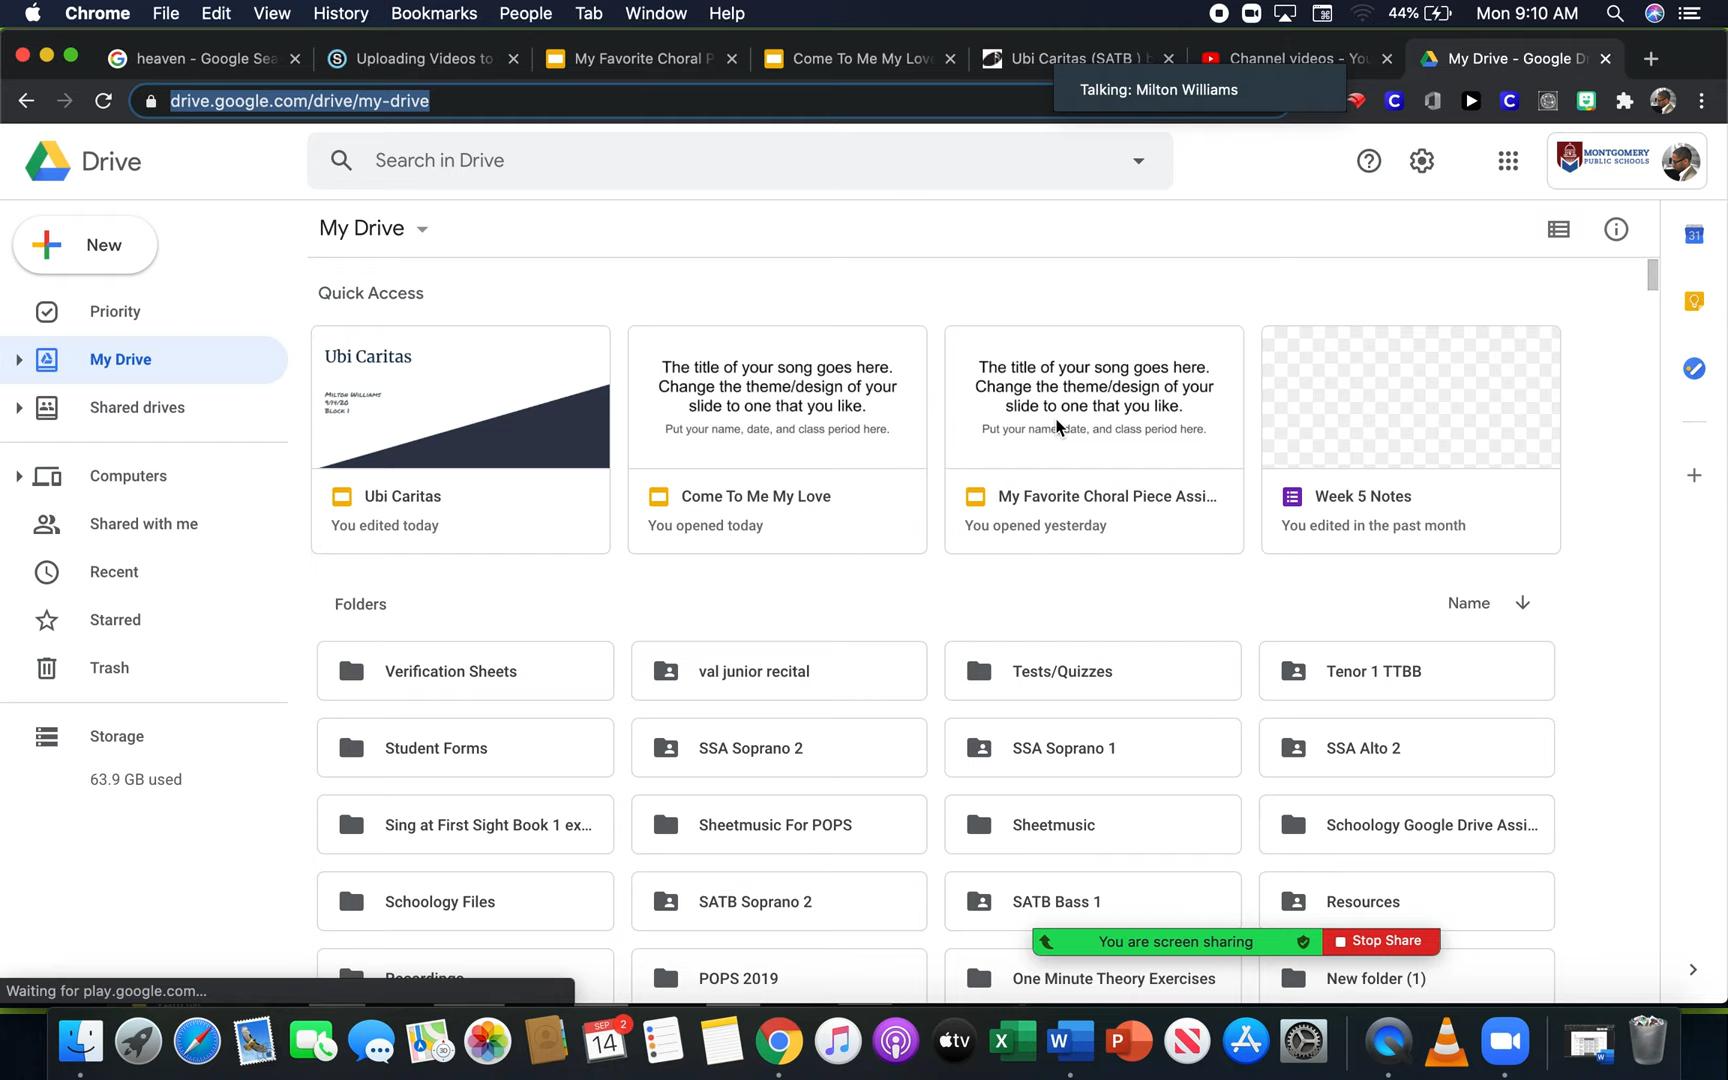 Chrome File Edit View History Bookmarks People Tab Window Help 44% Mon 9:10 AM
heaven - Google Sea Uploading Videos to My Favorite Choral P Come To Me My Lov Ubi Caritas (SATB ) b Channel videos - You My Drive - Google D
drive.google.com/drive/my-drive
Talking: Milton Williams
Drive
Search in Drive
MONTGOMERY
PUBLIC SCHOOLS
New
My Drive
31
Priority
My Drive
Shared drives
Computers
Shared with me
Recent
Starred
Trash
Storage
63.9 GB used
Quick Access
Ubi Caritas
MILTON WILLIAMS
9/14/20
BLOCK 1
Ubi Caritas
You edited today
The title of your song goes here.
Change the theme/design of your
slide to one that you like.
Put your name, date, and class period here.
Come To Me My Love
You opened today
The title of your song goes here.
Change the theme/design of your
slide to one that you like.
Put your name, date, and class period here.
My Favorite Choral Piece Assi...
You opened yesterday
Week 5 Notes
You edited in the past month
Folders
Name
Verification Sheets val junior recital Tests/Quizzes Tenor 1 TTBB
Student Forms SSA Soprano 2 SSA Soprano 1 SSA Alto 2
Sing at First Sight Book 1 ex... Sheetmusic For POPS Sheetmusic Schoology Google Drive Assi...
Schoology Files SATB Soprano 2 SATB Bass 1 Resources
You are screen sharing Stop Share
Recordings POPS 2019 One Minute Theory Exercises New folder (1)
Waiting for play.google.com...
SEP 2
14
tv
X W P